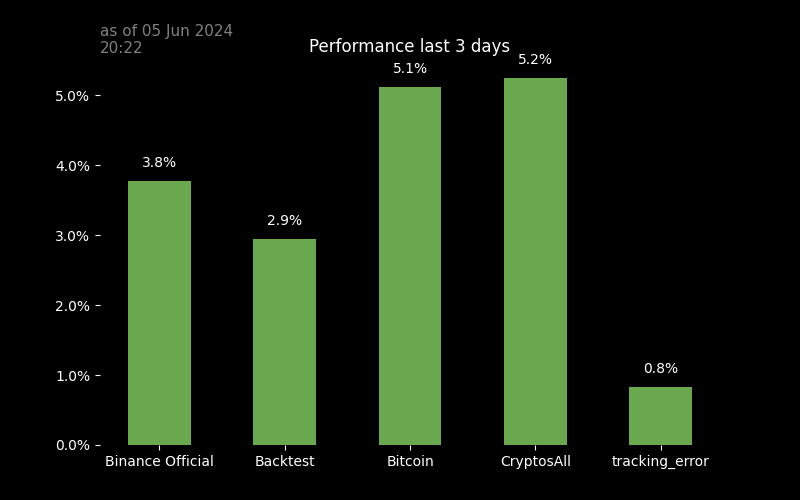 as of 05 Jun 2024
20:22
Performance last 3 days
5.2%
5.1%
5.0%
4.0%
3.8%
3.0%
2.9%
2.0%
1.0%
0.8%
0.0%
Binance Official
Backtest
Bitcoin
CryptosAll
tracking_error